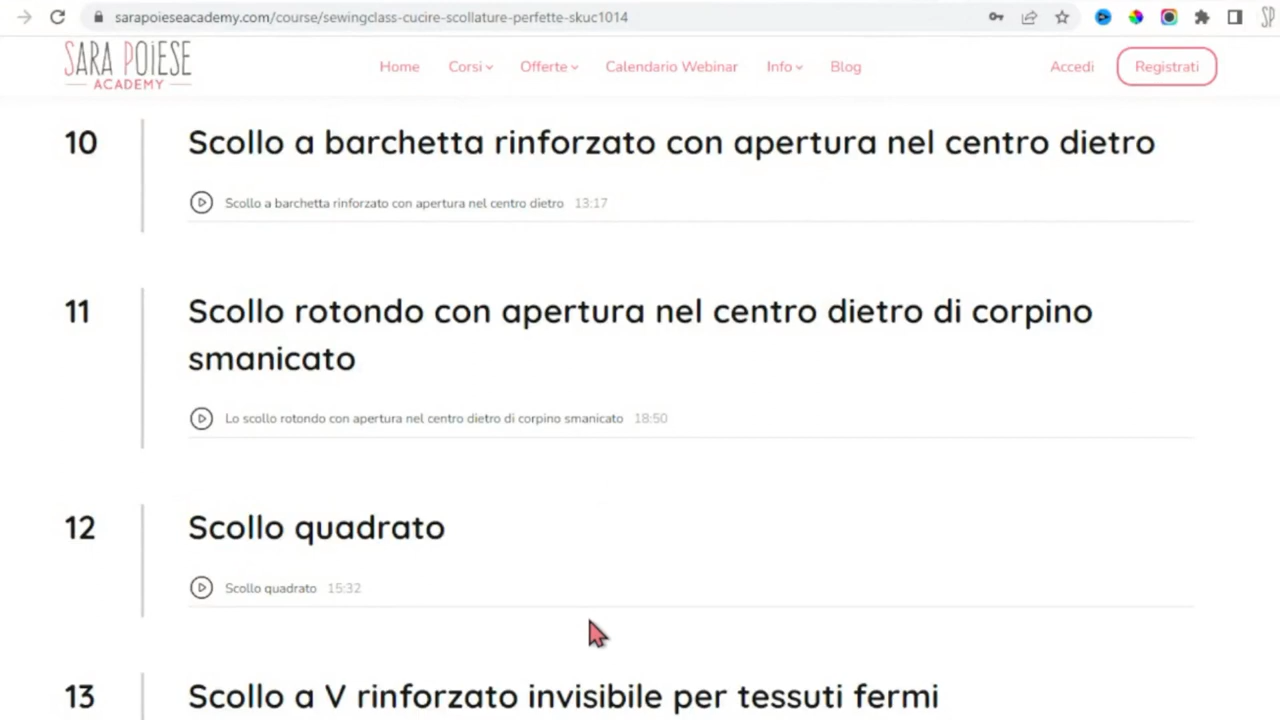 sarapoieseacademy.com/course/sewingclass-cucire-scollature-perfette-skuc1014
SP
SARA POIESE
ACADEMY
Home Corsi Offerte Calendario Webinar Info Blog Accedi Registrati
10 Scollo a barchetta rinforzato con apertura nel centro dietro
Scollo a barchetta rinforzato con apertura nel centro dietro 13:17
11 Scollo rotondo con apertura nel centro dietro di corpino
smanicato
Lo scollo rotondo con apertura nel centro dietro di corpino smanicato 18:50
12 Scollo quadrato
Scollo quadrato 15:32
13 Scollo a V rinforzato invisibile per tessuti fermi